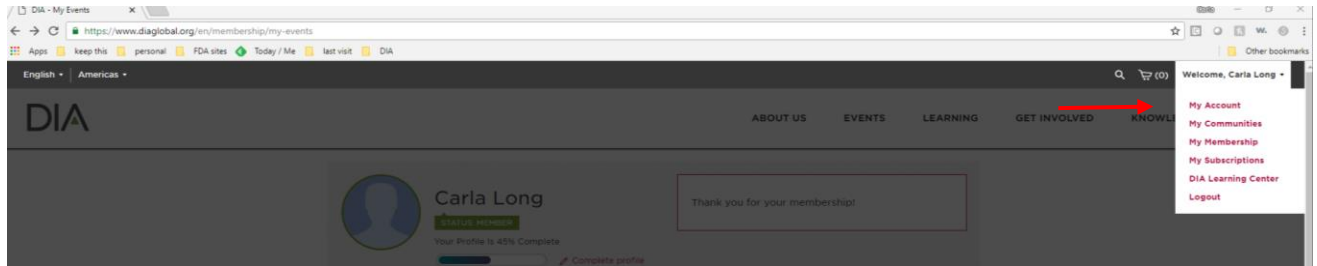 DIA - My Events
https://www.diaglobal.org/en/membership/my-events
Apps keep this personal FDA sites Today / Me last visit DIA Other bookmarks
English Americas (0) Welcome, Carla Long
DIA ABOUT US EVENTS LEARNING GET INVOLVED KNOWL
My Account
My Communities
My Membership
My Subscriptions
DIA Learning Center
Logout
Carla Long
STATUS: MEMBER
Your Profile is 45% Complete
Complete profile
Thank you for your membership!